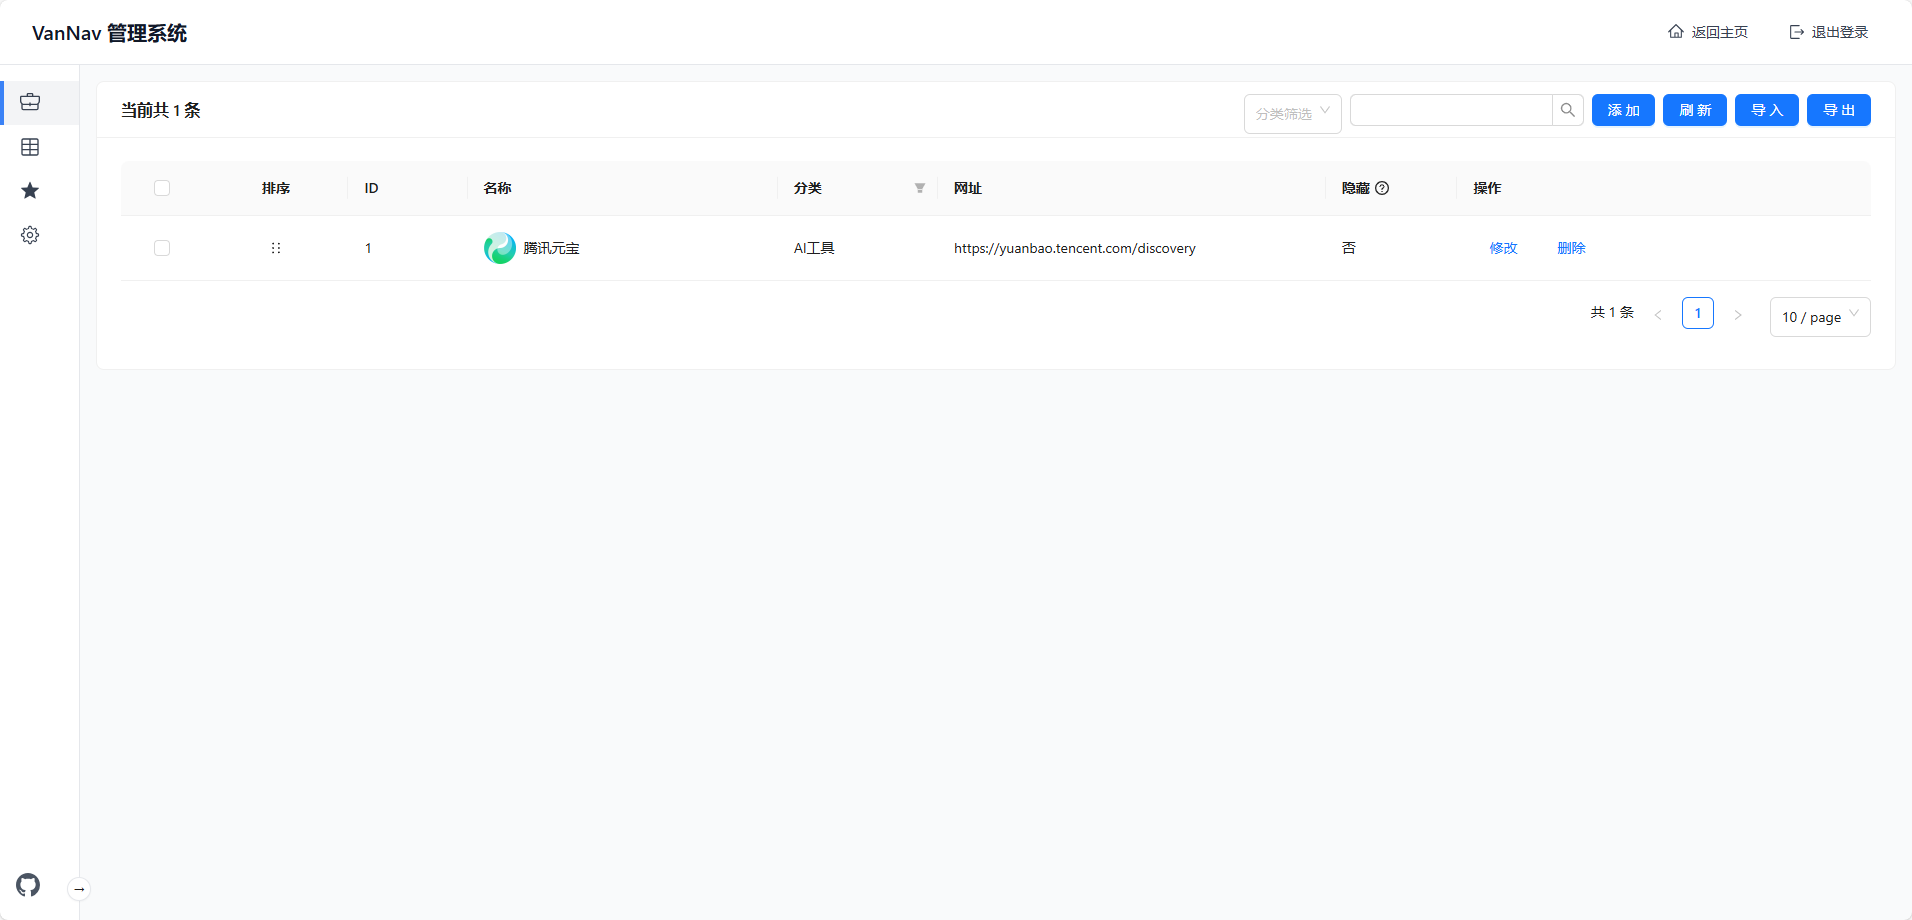 VanNav 管理系统
返回主页
退出登录
当前共 1 条
分类筛选
添 加
刷 新
导 入
导 出
排序
ID
名称
分类
网址
隐藏
操作
1
腾讯元宝
AI工具
https://yuanbao.tencent.com/discovery
否
修改
删除
共 1 条
1
10 / page